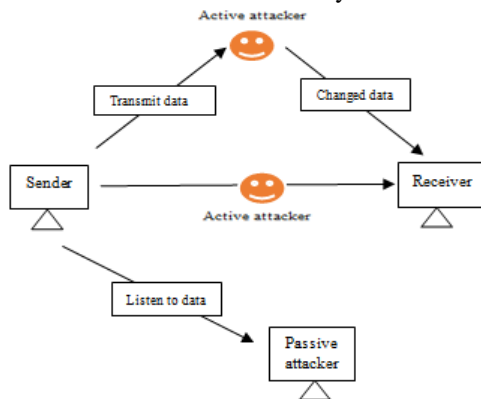 Active attacker
Transmit data
Changed data
Sender
Receiver
Active attacker
Listen to data
Passive
attacker